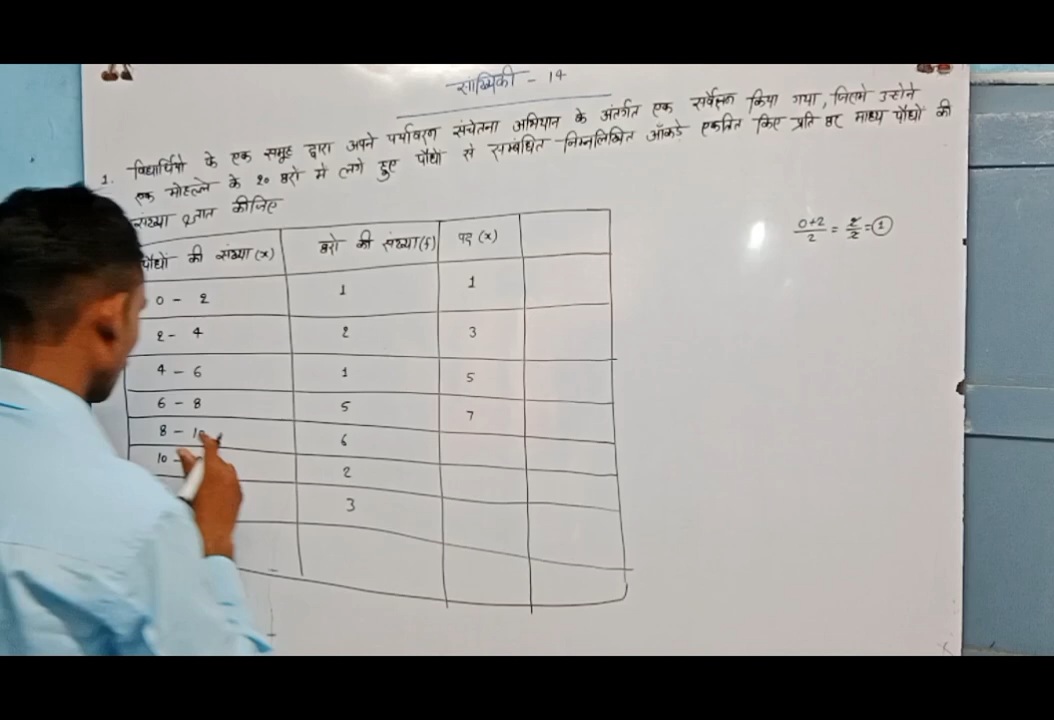 सांख्यिकी - 14
1. विद्यार्थियो के एक समूह द्वारा अपने पर्यावरण संचेतना अभियान के अंतर्गत एक सर्वेक्षण किया गया, जिसमे उसोने
एक मोहल्ले के २० घरो मे लगे हुए पौधो से सम्बंधित निम्नलिखित आँकडे एकत्रित किए प्रति घर माध्य पौधों की
संख्या ज्ञात कीजिए
पौधों की संख्या (x) घरो की संख्या (f) पद (x)
0 - 2 1 1
2 - 4 2 3
4 - 6 1 5
6 - 8 5 7
8 - 10 6
10 - 2
3
0+2/2 = 2/2 = 1